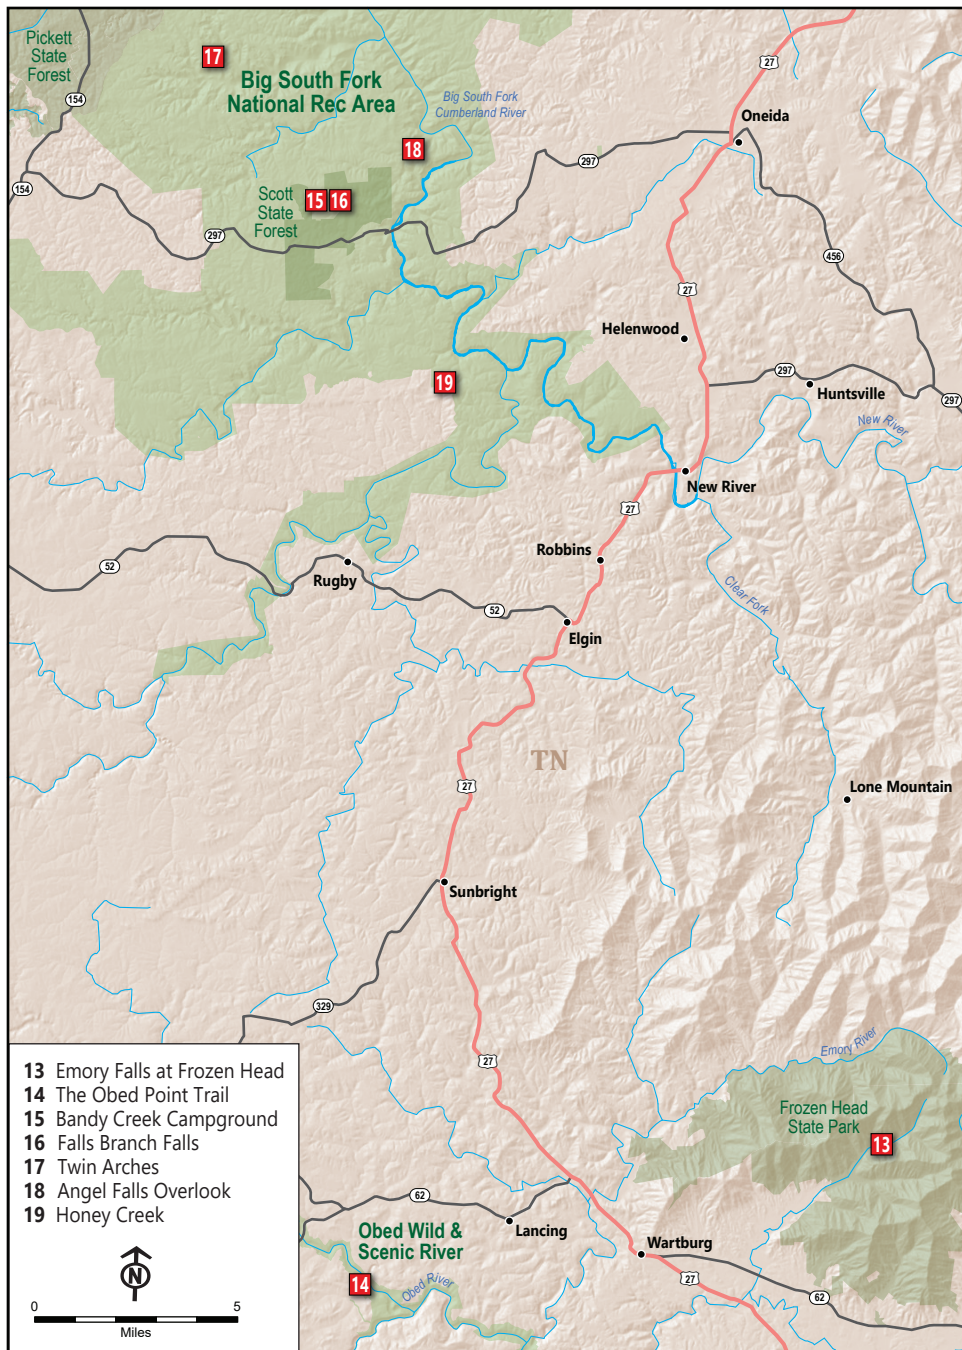 Pickett
State
Forest
17
Big South Fork
National Rec Area
27
154
Big South Fork
Cumberland River
Oneida
18
297
154
Scott
State
Forest
15
16
297
456
27
Helenwood
297
19
Huntsville
297
New River
New River
27
Robbins
52
Rugby
Clear Fork
52
Elgin
TN
27
Lone Mountain
Sunbright
329
Emory River
27
Frozen Head
State Park
13
13 Emory Falls at Frozen Head
14 The Obed Point Trail
15 Bandy Creek Campground
16 Falls Branch Falls
17 Twin Arches
18 Angel Falls Overlook
19 Honey Creek
N
0 5
Miles
62
Lancing
Obed Wild &
Scenic River
Wartburg
14
Obed River
27
62